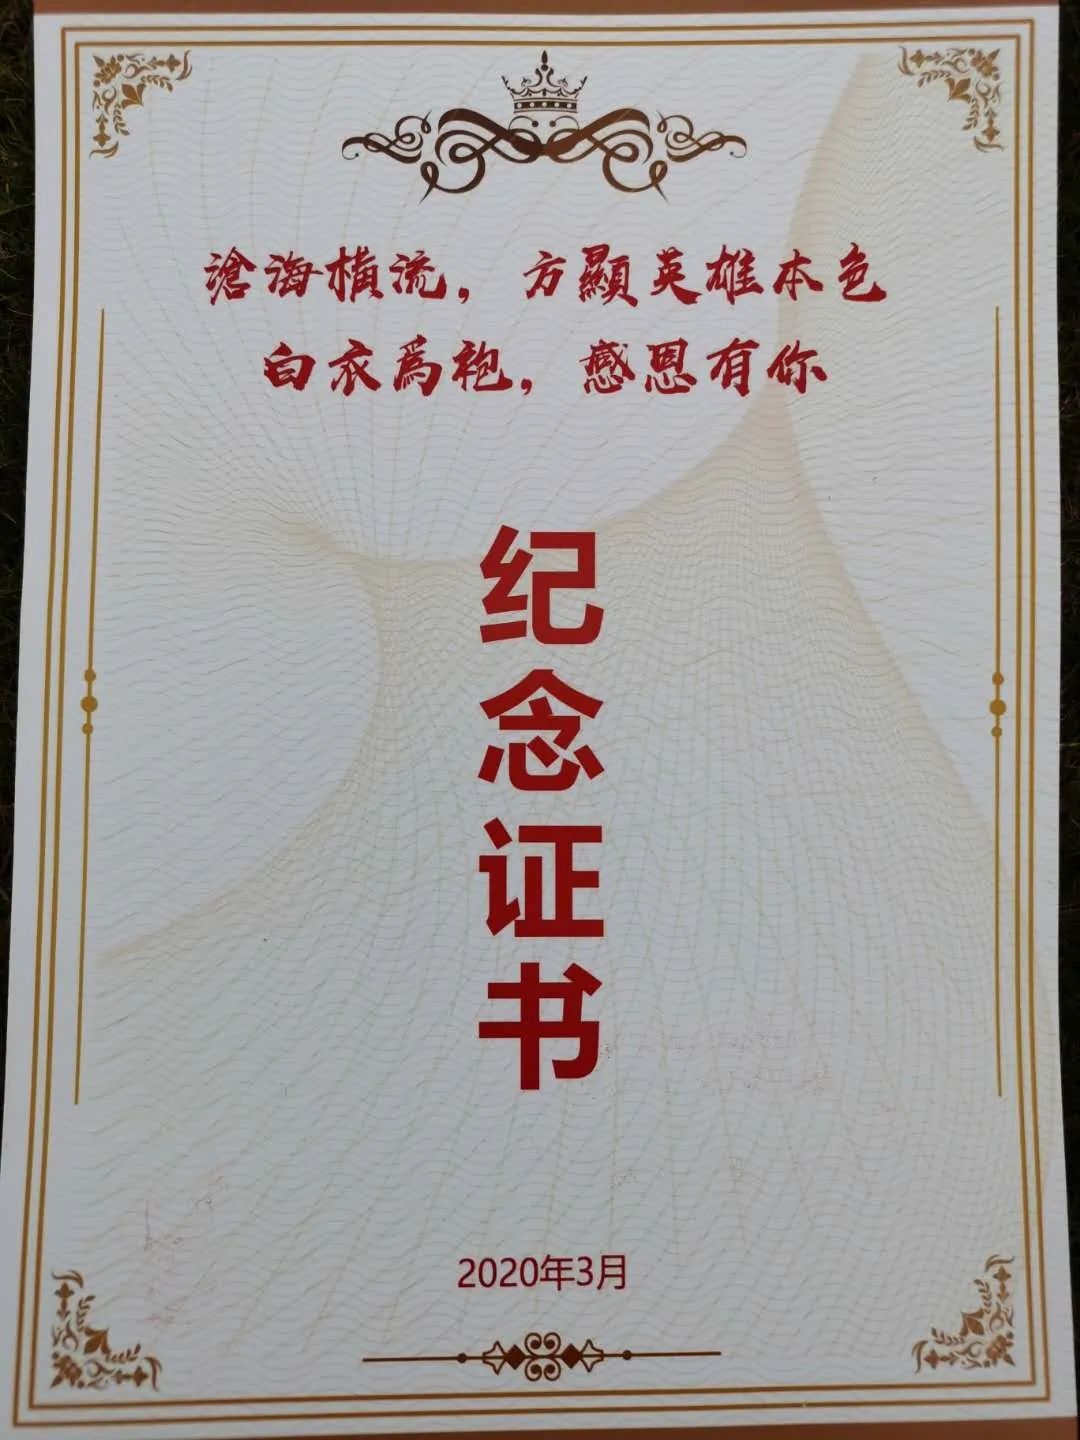 滄海橫流，方顯英雄本色
白衣爲袍，感恩有你
纪念证书
2020年3月